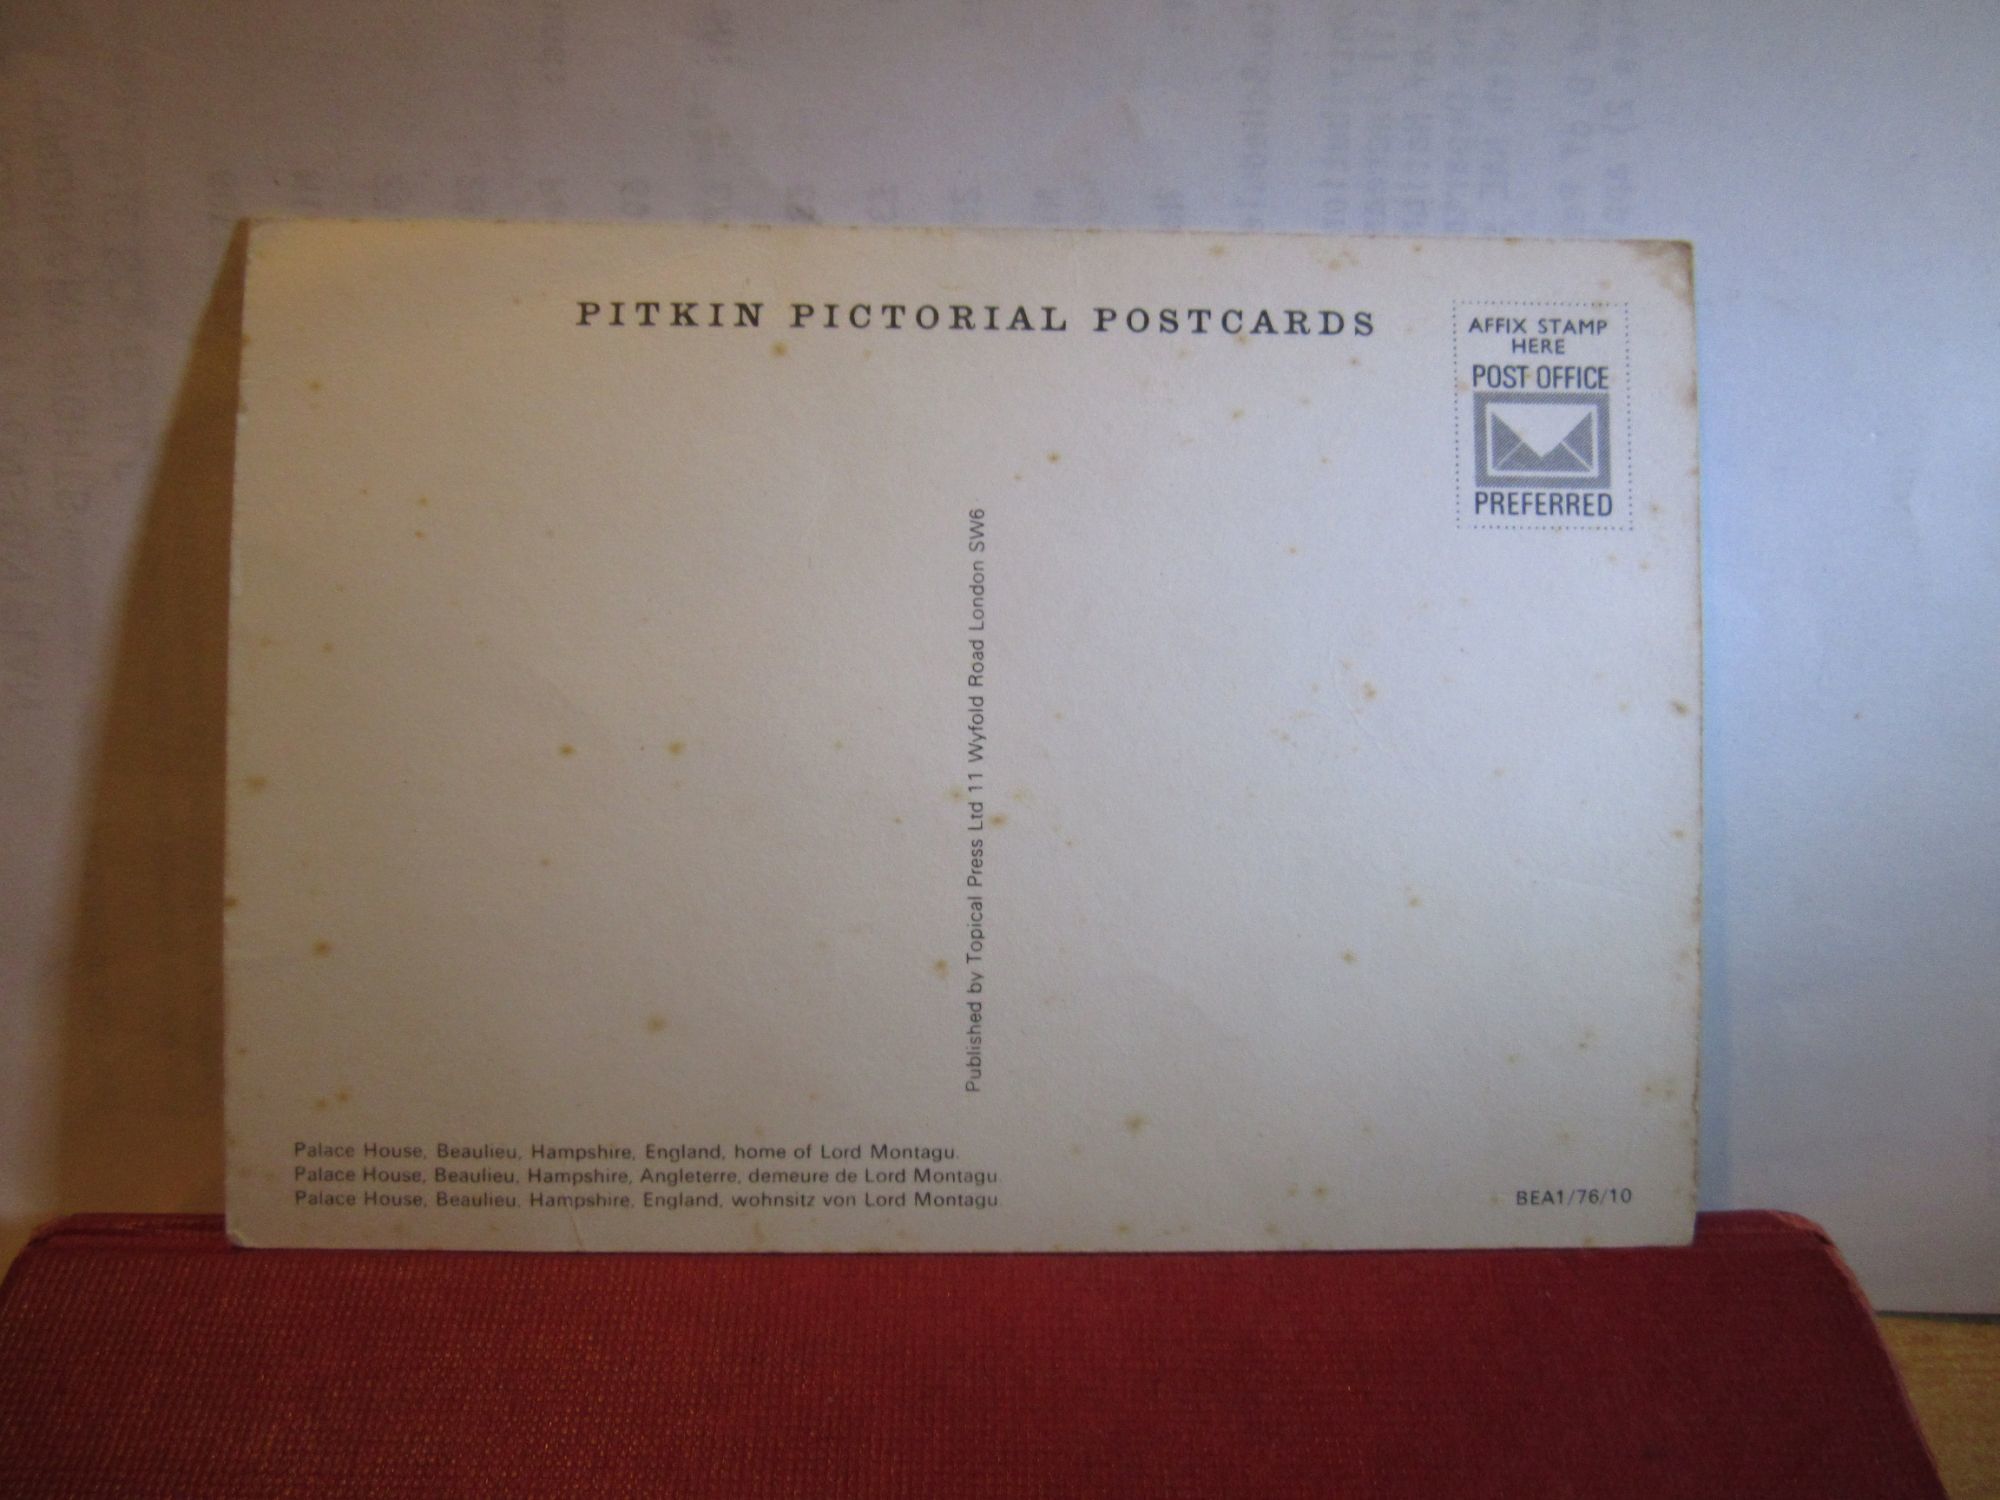 PITKIN PICTORIAL POSTCARDS
AFFIX STAMP
HERE
POST OFFICE
PREFERRED
Published by Topical Press Ltd 11 Wyfold Road London SW6
Palace House, Beaulieu, Hampshire, England, home of Lord Montagu.
Palace House, Beaulieu, Hampshire, Angleterre, demeure de Lord Montagu.
Palace House, Beaulieu, Hampshire, England, wohnsitz von Lord Montagu.
BEA1/76/10